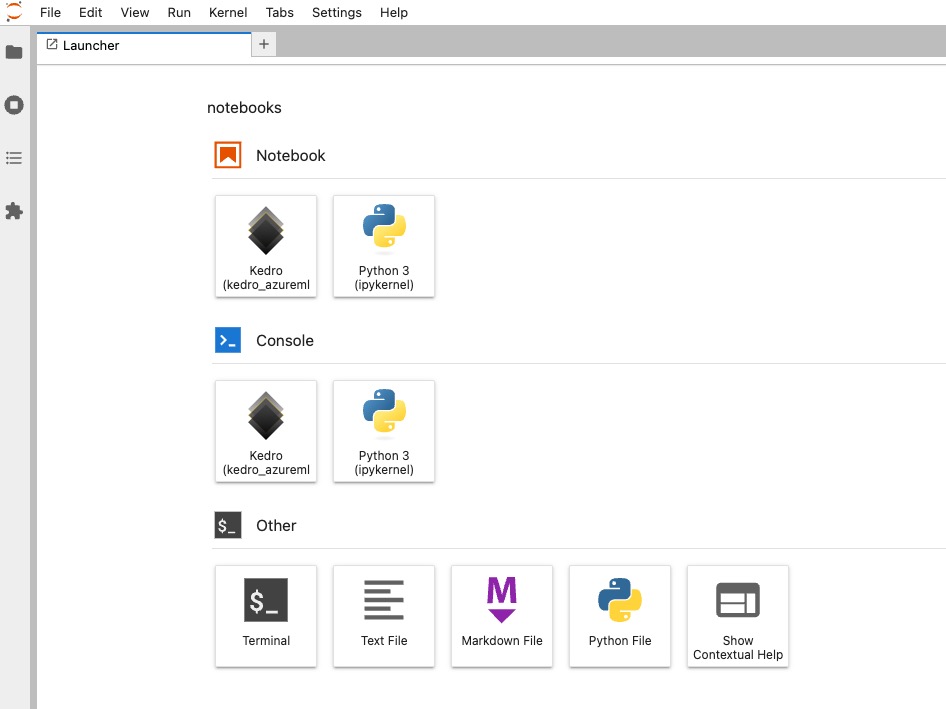 File Edit View Run Kernel Tabs Settings Help
Launcher
notebooks
Notebook
Kedro
(kedro_azureml
Python 3
(ipykernel)
Console
Kedro
(kedro_azureml
Python 3
(ipykernel)
$_
Other
$_
Terminal
Text File
M
Markdown File
Python File
Show
Contextual Help